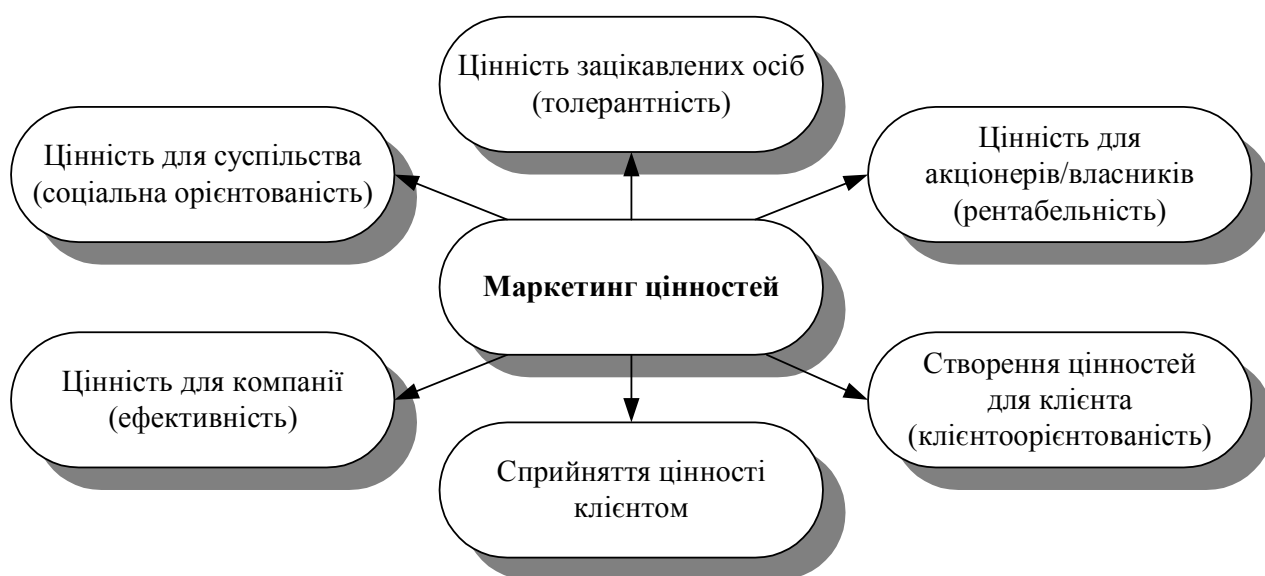 Цінність зацікавлених осіб
(толерантність)
Цінність для суспільства
(соціальна орієнтованість)
Цінність для
акціонерів/власників
(рентабельність)
Маркетинг цінностей
Цінність для компанії
(ефективність)
Створення цінностей
для клієнта
(клієнтоорієнтованість)
Сприйняття цінності
клієнтом